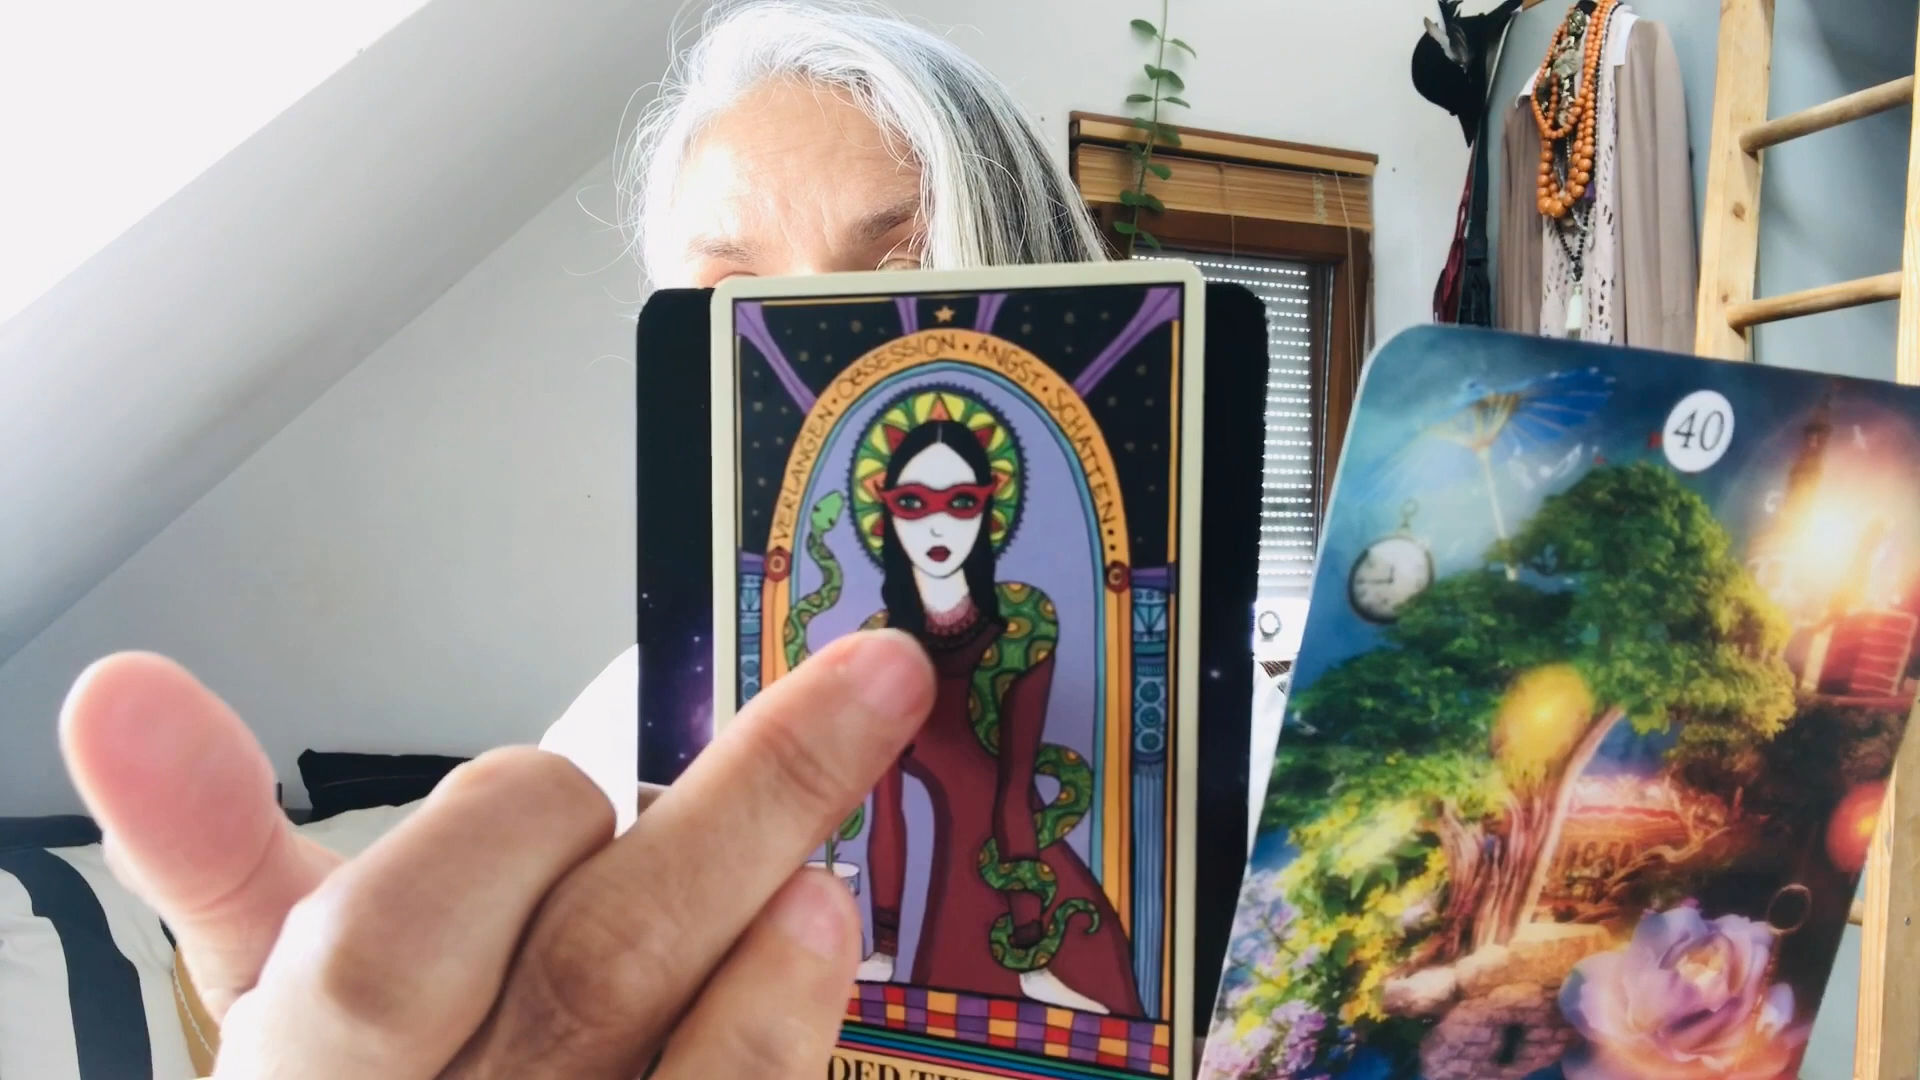 VERLANGEN • OBSESSION • ANGST • SCHATTEN • •
40